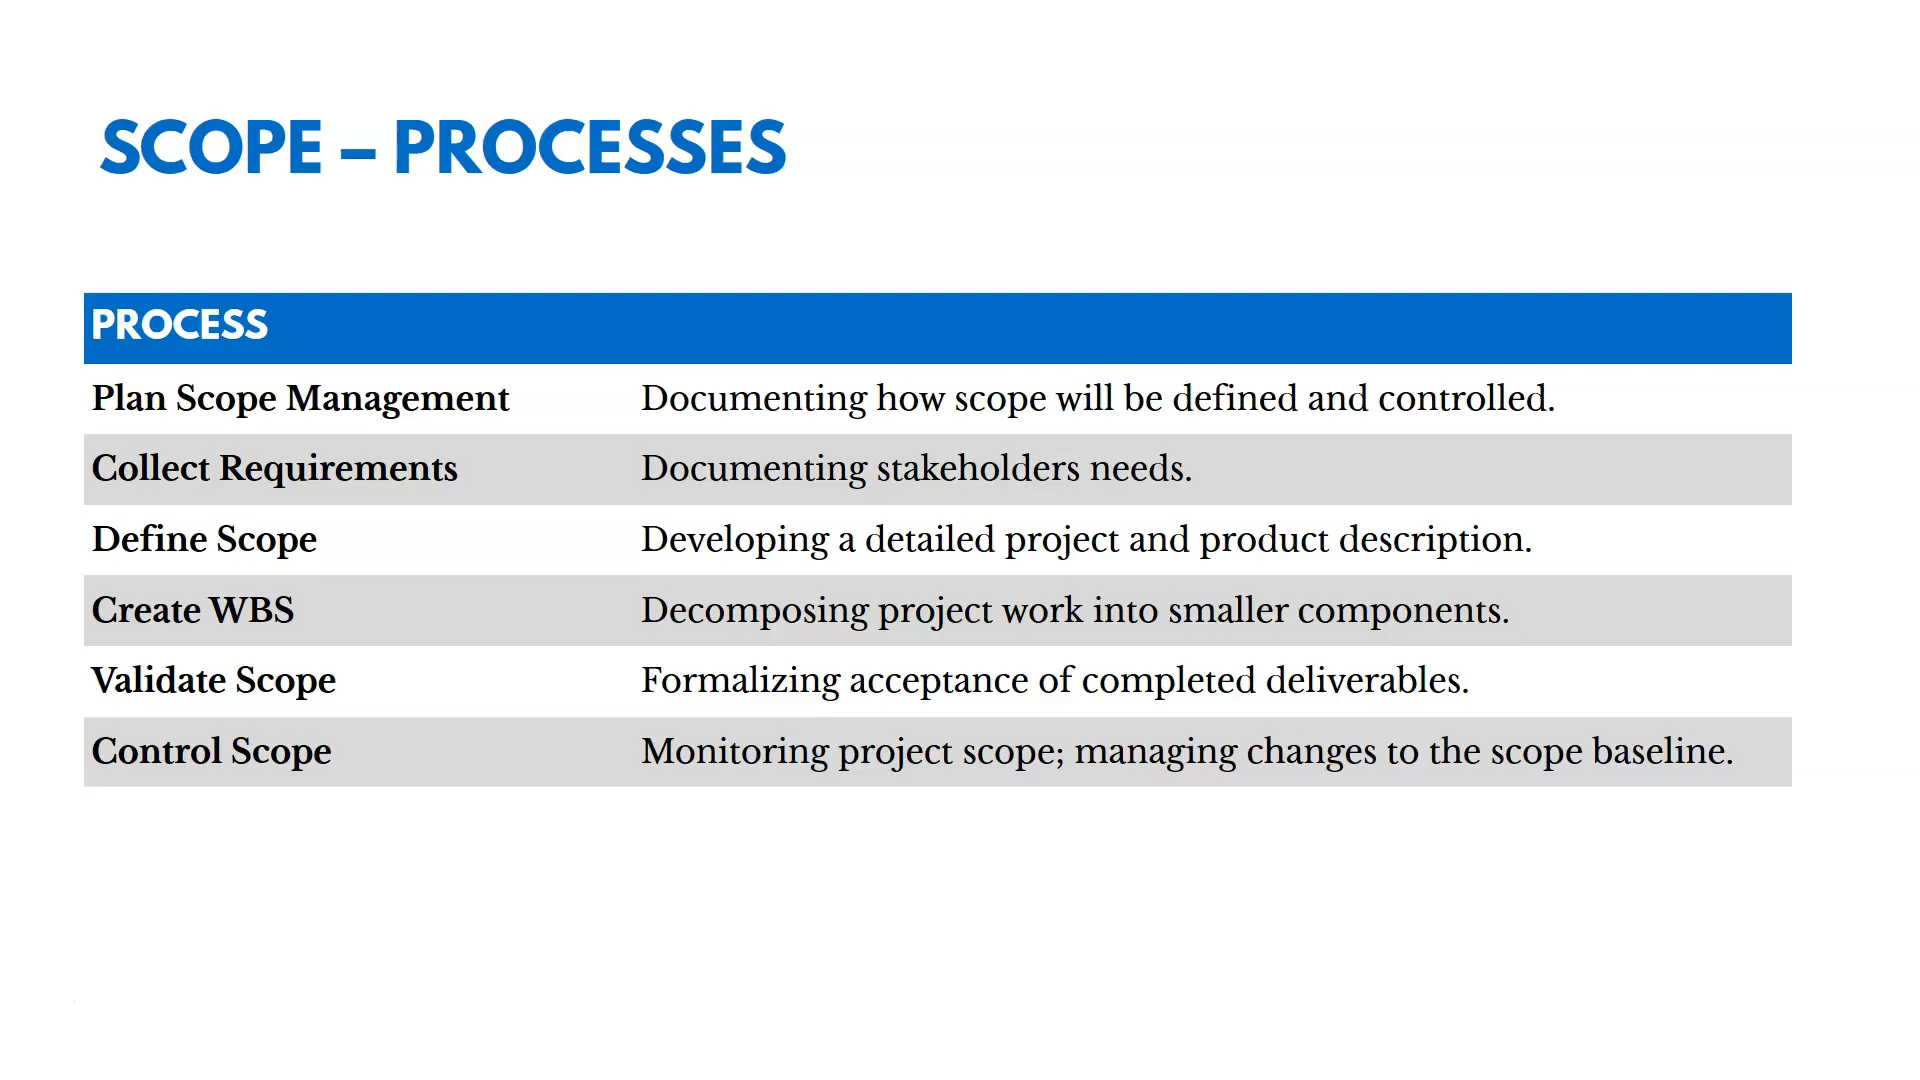 SCOPE – PROCESSES
PROCESS
Plan Scope Management Documenting how scope will be defined and controlled.
Collect Requirements Documenting stakeholders needs.
Define Scope Developing a detailed project and product description.
Create WBS Decomposing project work into smaller components.
Validate Scope Formalizing acceptance of completed deliverables.
Control Scope Monitoring project scope; managing changes to the scope baseline.